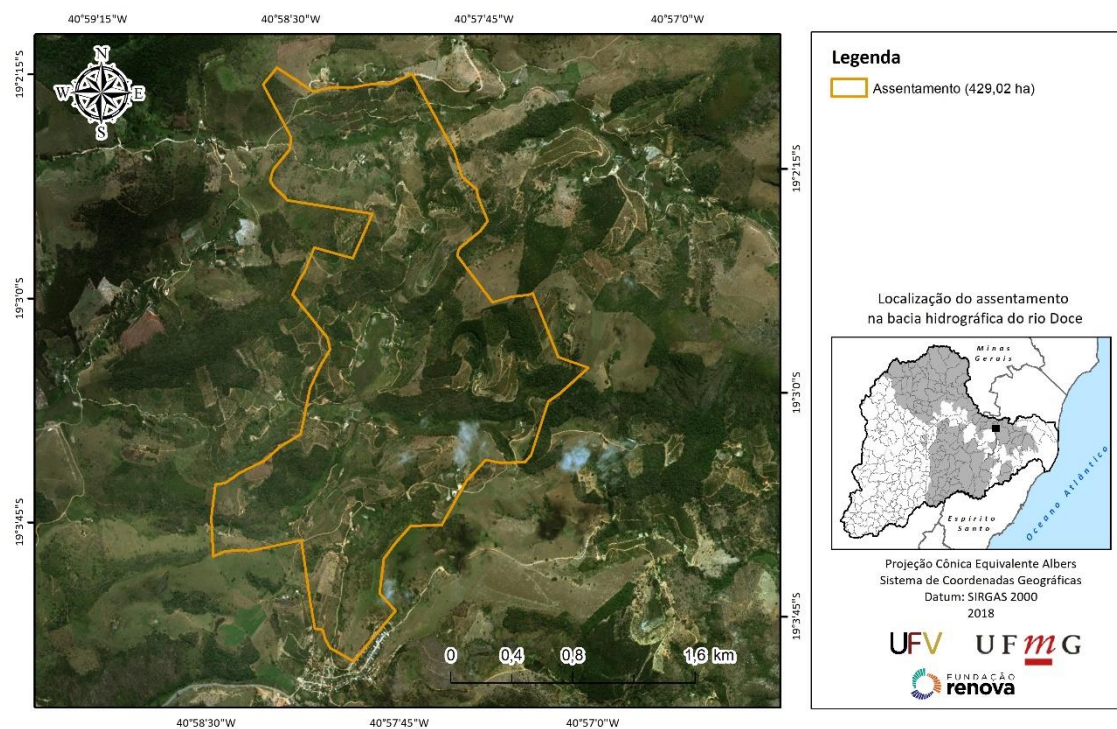 40°59'15"W 40°58'30"W 40°57'45"W 40°57'0"W
19°2'15"S
N
W E
S
19°2'15"S
19°3'0"S
19°3'0"S
19°3'45"S
19°3'45"S
0 0,4 0,8 1,6 km
40°58'30"W 40°57'45"W 40°57'0"W
Legenda
Assentamento (429,02 ha)
Localização do assentamento
na bacia hidrográfica do rio Doce
Minas
Gerais
Espírito
Santo
Oceano Atlântico
Projeção Cônica Equivalente Albers
Sistema de Coordenadas Geográficas
Datum: SIRGAS 2000
2018
UFV UFmG
FUNDAÇÃO
renova